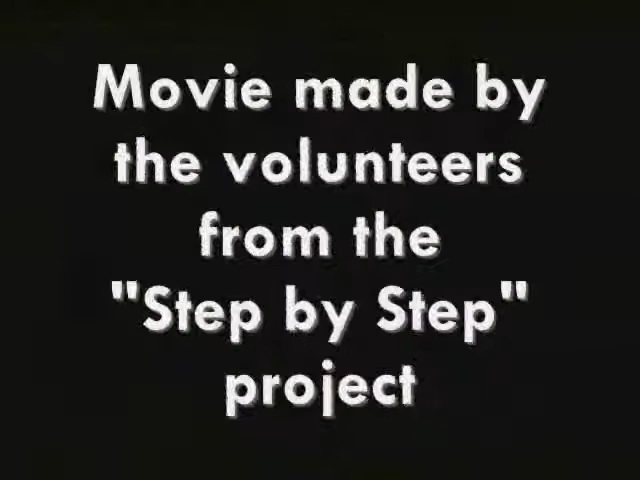 Movie made by
the volunteers
from the
"Step by Step"
project